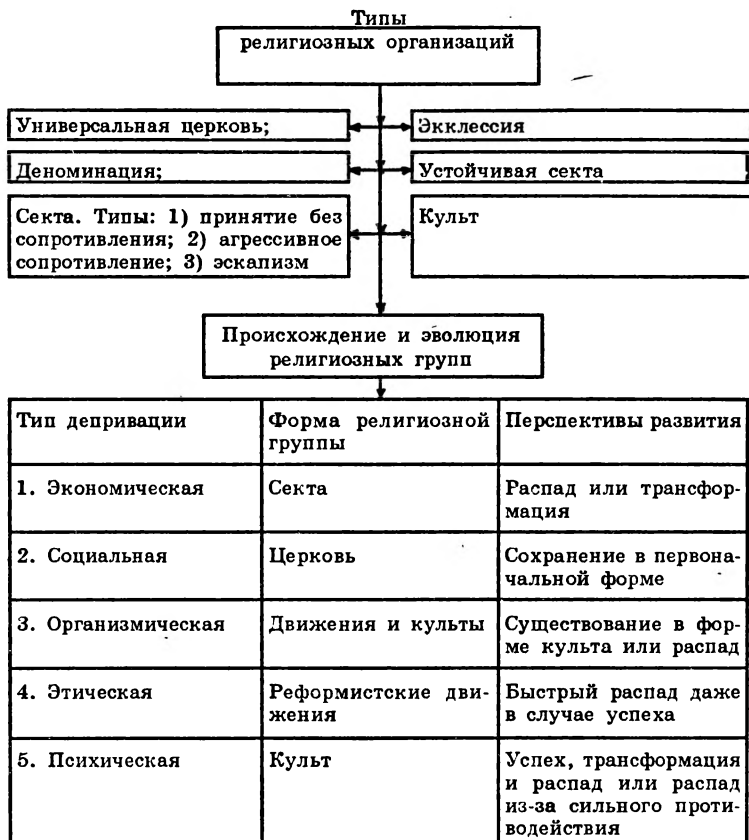 Типы
религиозных организаций
Универсальная церковь;
Экклессия
Деноминация;
Устойчивая секта
Секта. Типы: 1) принятие без
сопротивления; 2) агрессивное
сопротивление; 3) эскапизм
Культ
Происхождение и эволюция
религиозных групп
Тип депривации
Форма религиозной
группы
Перспективы развития
1. Экономическая
Секта
Распад или трансфор-
мация
2. Социальная
Церковь
Сохранение в первона-
чальной форме
3. Организмическая
Движения и культы
Существование в фор-
ме культа или распад
4. Этическая
Реформистские дви-
жения
Быстрый распад даже
в случае успеха
5. Психическая
Культ
Успех, трансформация
и распад или распад
из-за сильного проти-
водействия